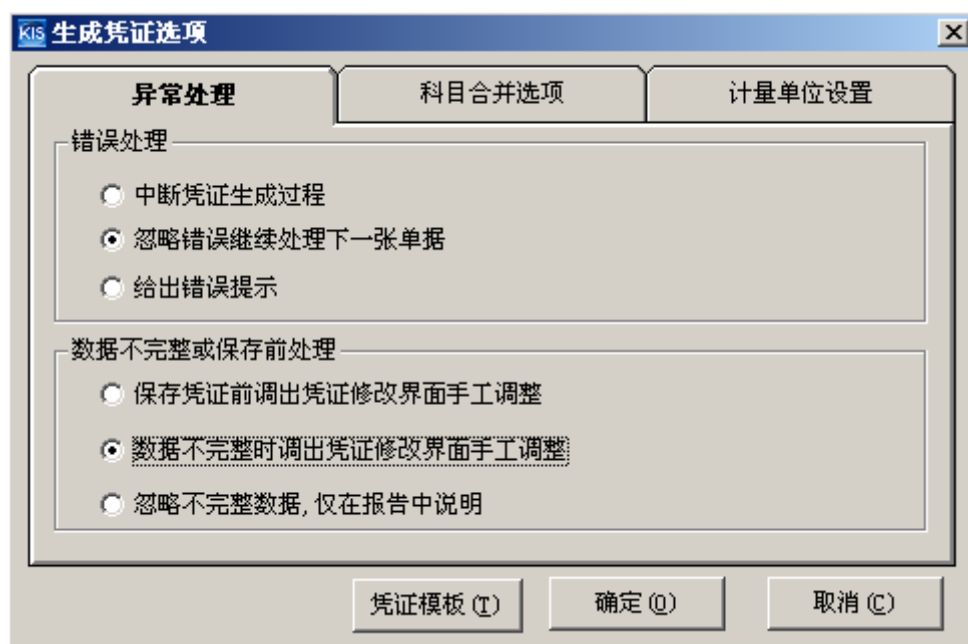 KIS 生成凭证选项
异常处理 科目合并选项 计量单位设置
错误处理
中断凭证生成过程
忽略错误继续处理下一张单据
给出错误提示
数据不完整或保存前处理
保存凭证前调出凭证修改界面手工调整
数据不完整时调出凭证修改界面手工调整
忽略不完整数据,仅在报告中说明
凭证模板(T) 确定(O) 取消(C)